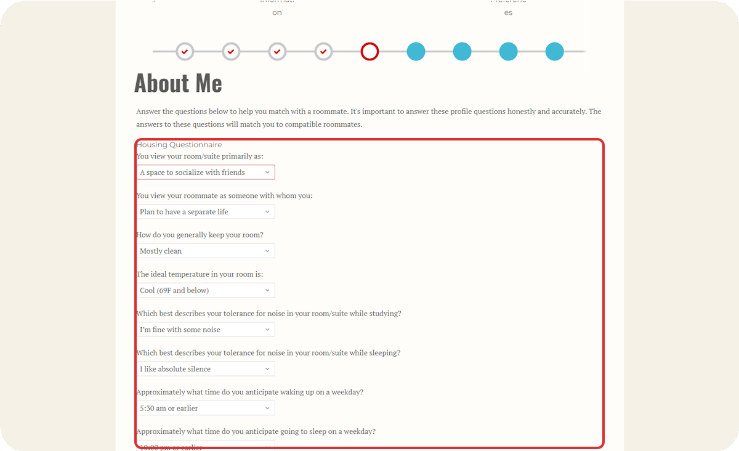 on
es
About Me
Answer the questions below to help you match with a roommate. It's important to answer these profile questions honestly and accurately. The
answers to these questions will match you to compatible roommates.
Housing Questionnaire
You view your room/suite primarily as:
A space to socialize with friends
You view your roommate as someone with whom you:
Plan to have a separate life
How do you generally keep your room?
Mostly clean
The ideal temperature in your room is:
Cool (69F and below)
Which best describes your tolerance for noise in your room/suite while studying?
I'm fine with some noise
Which best describes your tolerance for noise in your room/suite while sleeping?
I like absolute silence
Approximately what time do you anticipate waking up on a weekday?
5:30 am or earlier
Approximately what time do you anticipate going to sleep on a weekday?
pm or earlier